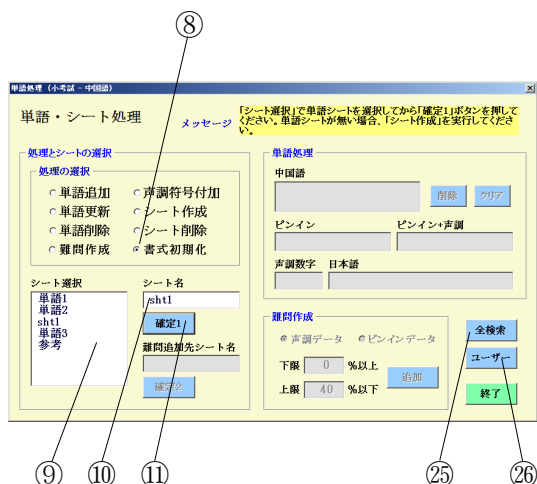 ⑧
単語処理 (小考試 - 中国語)
単語・シート処理
メッセージ
「シート選択」で単語シートを選択してから「確定1」ボタンを押して
ください。単語シートが無い場合、「シート作成」を実行してくださ
い。
処理とシートの選択
処理の選択
単語追加 声調符号付加
単語更新 シート作成
単語削除 シート削除
難問作成 書式初期化
シート選択
単語1
単語2
sht1
単語3
参考
シート名
sht1
確定1
難問追加先シート名
確定2
単語処理
中国語
削除 クリア
ピンイン ピンイン+声調
声調数字 日本語
難問作成
声調データ ピンインデータ
下限 0 %以上
上限 40 %以下
追加
全検索
ユーザー
終了
⑨ ⑩ ⑪ ㉕ ㉖